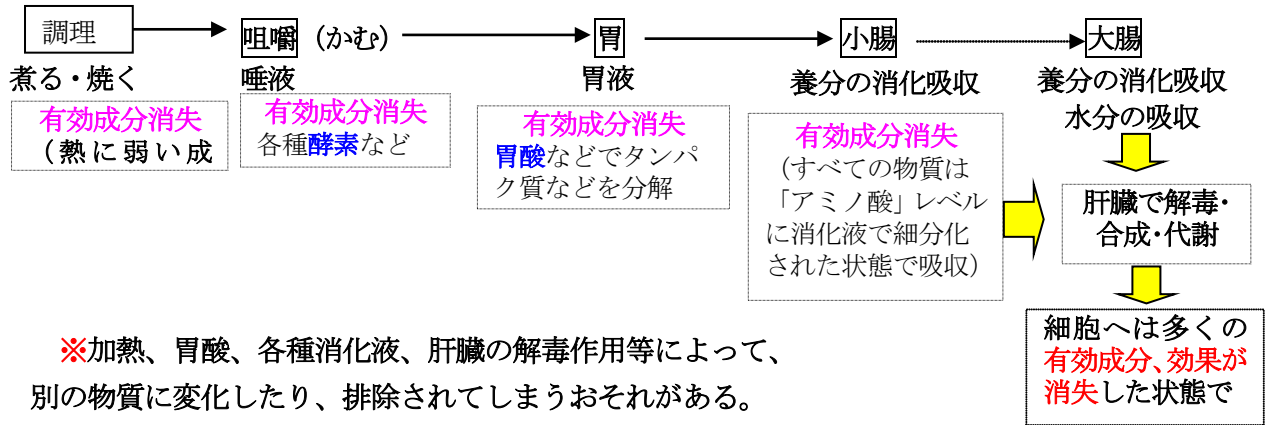 調理
煮る・焼く
有効成分消失
(熱に弱い成
咀嚼（かむ）
唾液
有効成分消失
各種酵素など
胃
胃液
有効成分消失
胃酸などでタンパ
ク質などを分解
小腸
養分の消化吸収
有効成分消失
（すべての物質は
「アミノ酸」レベル
に消化液で細分化
された状態で吸収）
大腸
養分の消化吸収
水分の吸収
肝臓で解毒・
合成・代謝
細胞へは多くの
有効成分、効果が
消失した状態で
※加熱、胃酸、各種消化液、肝臓の解毒作用等によって、
別の物質に変化したり、排除されてしまうおそれがある。